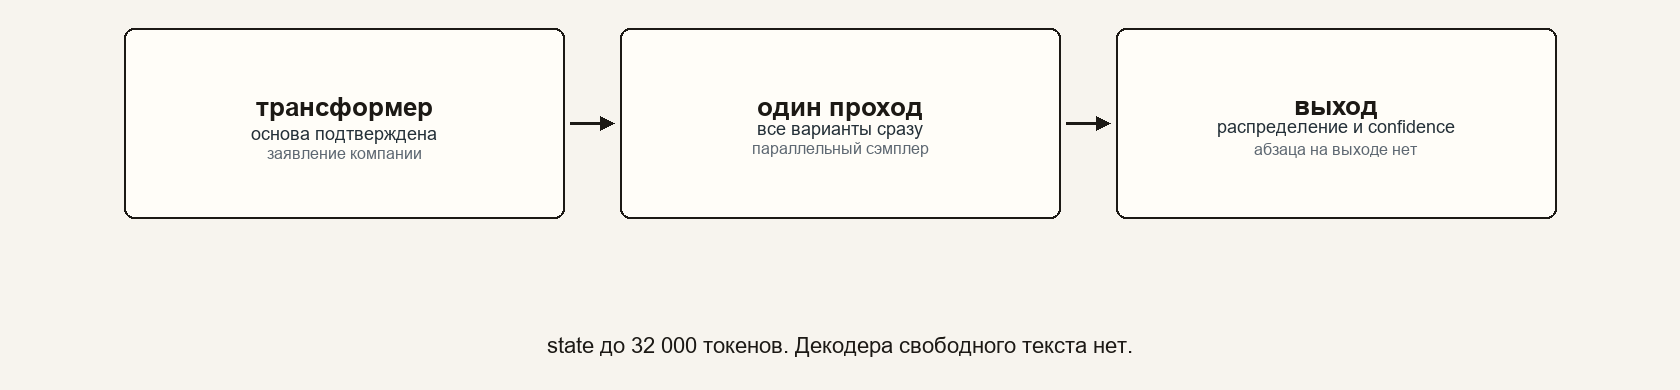 трансформер
основа подтверждена
заявление компании
один проход
все варианты сразу
параллельный сэмплер
выход
распределение и confidence
абзаца на выходе нет
state до 32 000 токенов. Декодера свободного текста нет.